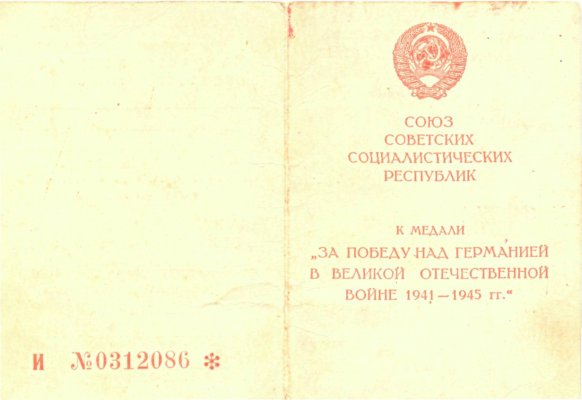 СОЮЗ
СОВЕТСКИХ
СОЦИАЛИСТИЧЕСКИХ
РЕСПУБЛИК
К МЕДАЛИ
„ЗА ПОБЕДУ НАД ГЕРМАНИЕЙ
В ВЕЛИКОЙ ОТЕЧЕСТВЕННОЙ
ВОЙНЕ 1941—1945 гг.“
И №0312086 *